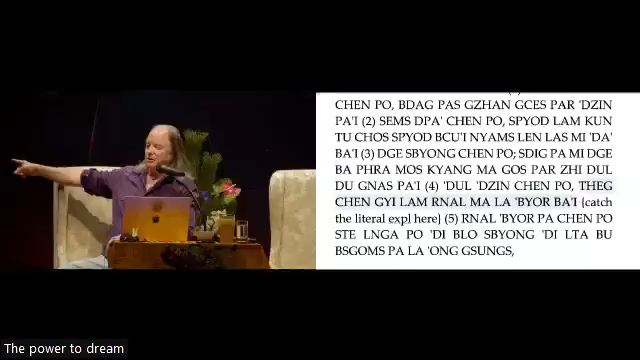 CHEN PO, BDAG PAS GZHAN GCES PAR 'DZIN
PA'I (2) SEMS DPA' CHEN PO, SPYOD LAM KUN
TU CHOS SPYOD BCU'I NYAMS LEN LAS MI 'DA'
BA'I (3) DGE SBYONG CHEN PO; SDIG PA MI DGE
BA PHRA MOS KYANG MA GOS PAR ZHI DUL
DU GNAS PA'I (4) 'DUL 'DZIN CHEN PO, THEG
CHEN GYI LAM RNAL MA LA 'BYOR BA'I {catch
the literal exp] here} (5) RNAL 'BYOR PA CHEN PO
STE LNGA PO 'DI BLO SBYONG 'DI LTA BU
BSGOMS PA LA 'ONG GSUNGS,
The power to dream